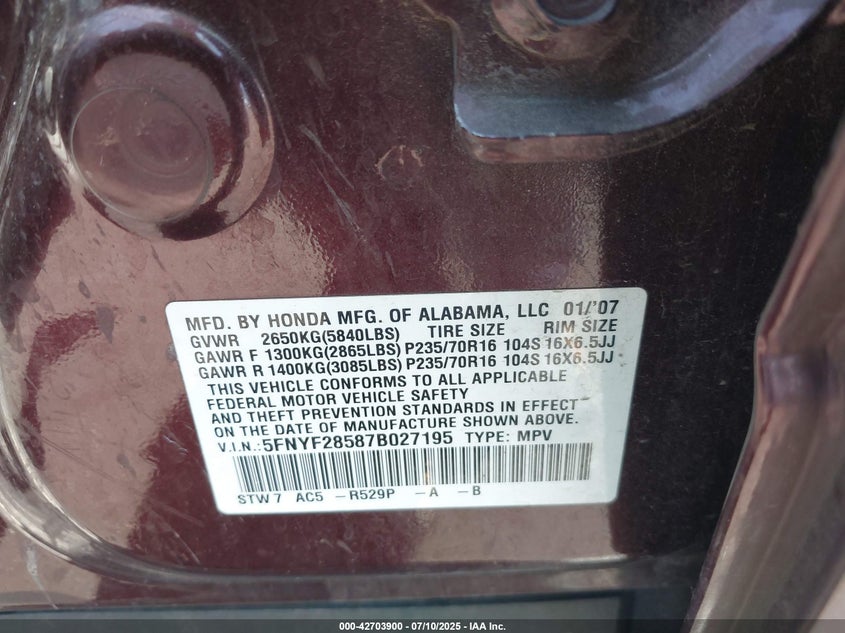 MFD. BY HONDA MFG. OF ALABAMA, LLC 01/'07
GVWR 2650KG(5840LBS) TIRE SIZE RIM SIZE
GAWR F 1300KG(2865LBS) P235/70R16 104S 16X6.5JJ
GAWR R 1400KG(3085LBS) P235/70R16 104S 16X6.5JJ
THIS VEHICLE CONFORMS TO ALL APPLICABLE
FEDERAL MOTOR VEHICLE SAFETY
AND THEFT PREVENTION STANDARDS IN EFFECT
ON THE DATE OF MANUFACTURE SHOWN ABOVE.
V.I.N.: 5FNYF28587B027195 TYPE: MPV
STW7 AC5 -R529P -A -B
000-42703900 - 07/10/2025 - IAA Inc.